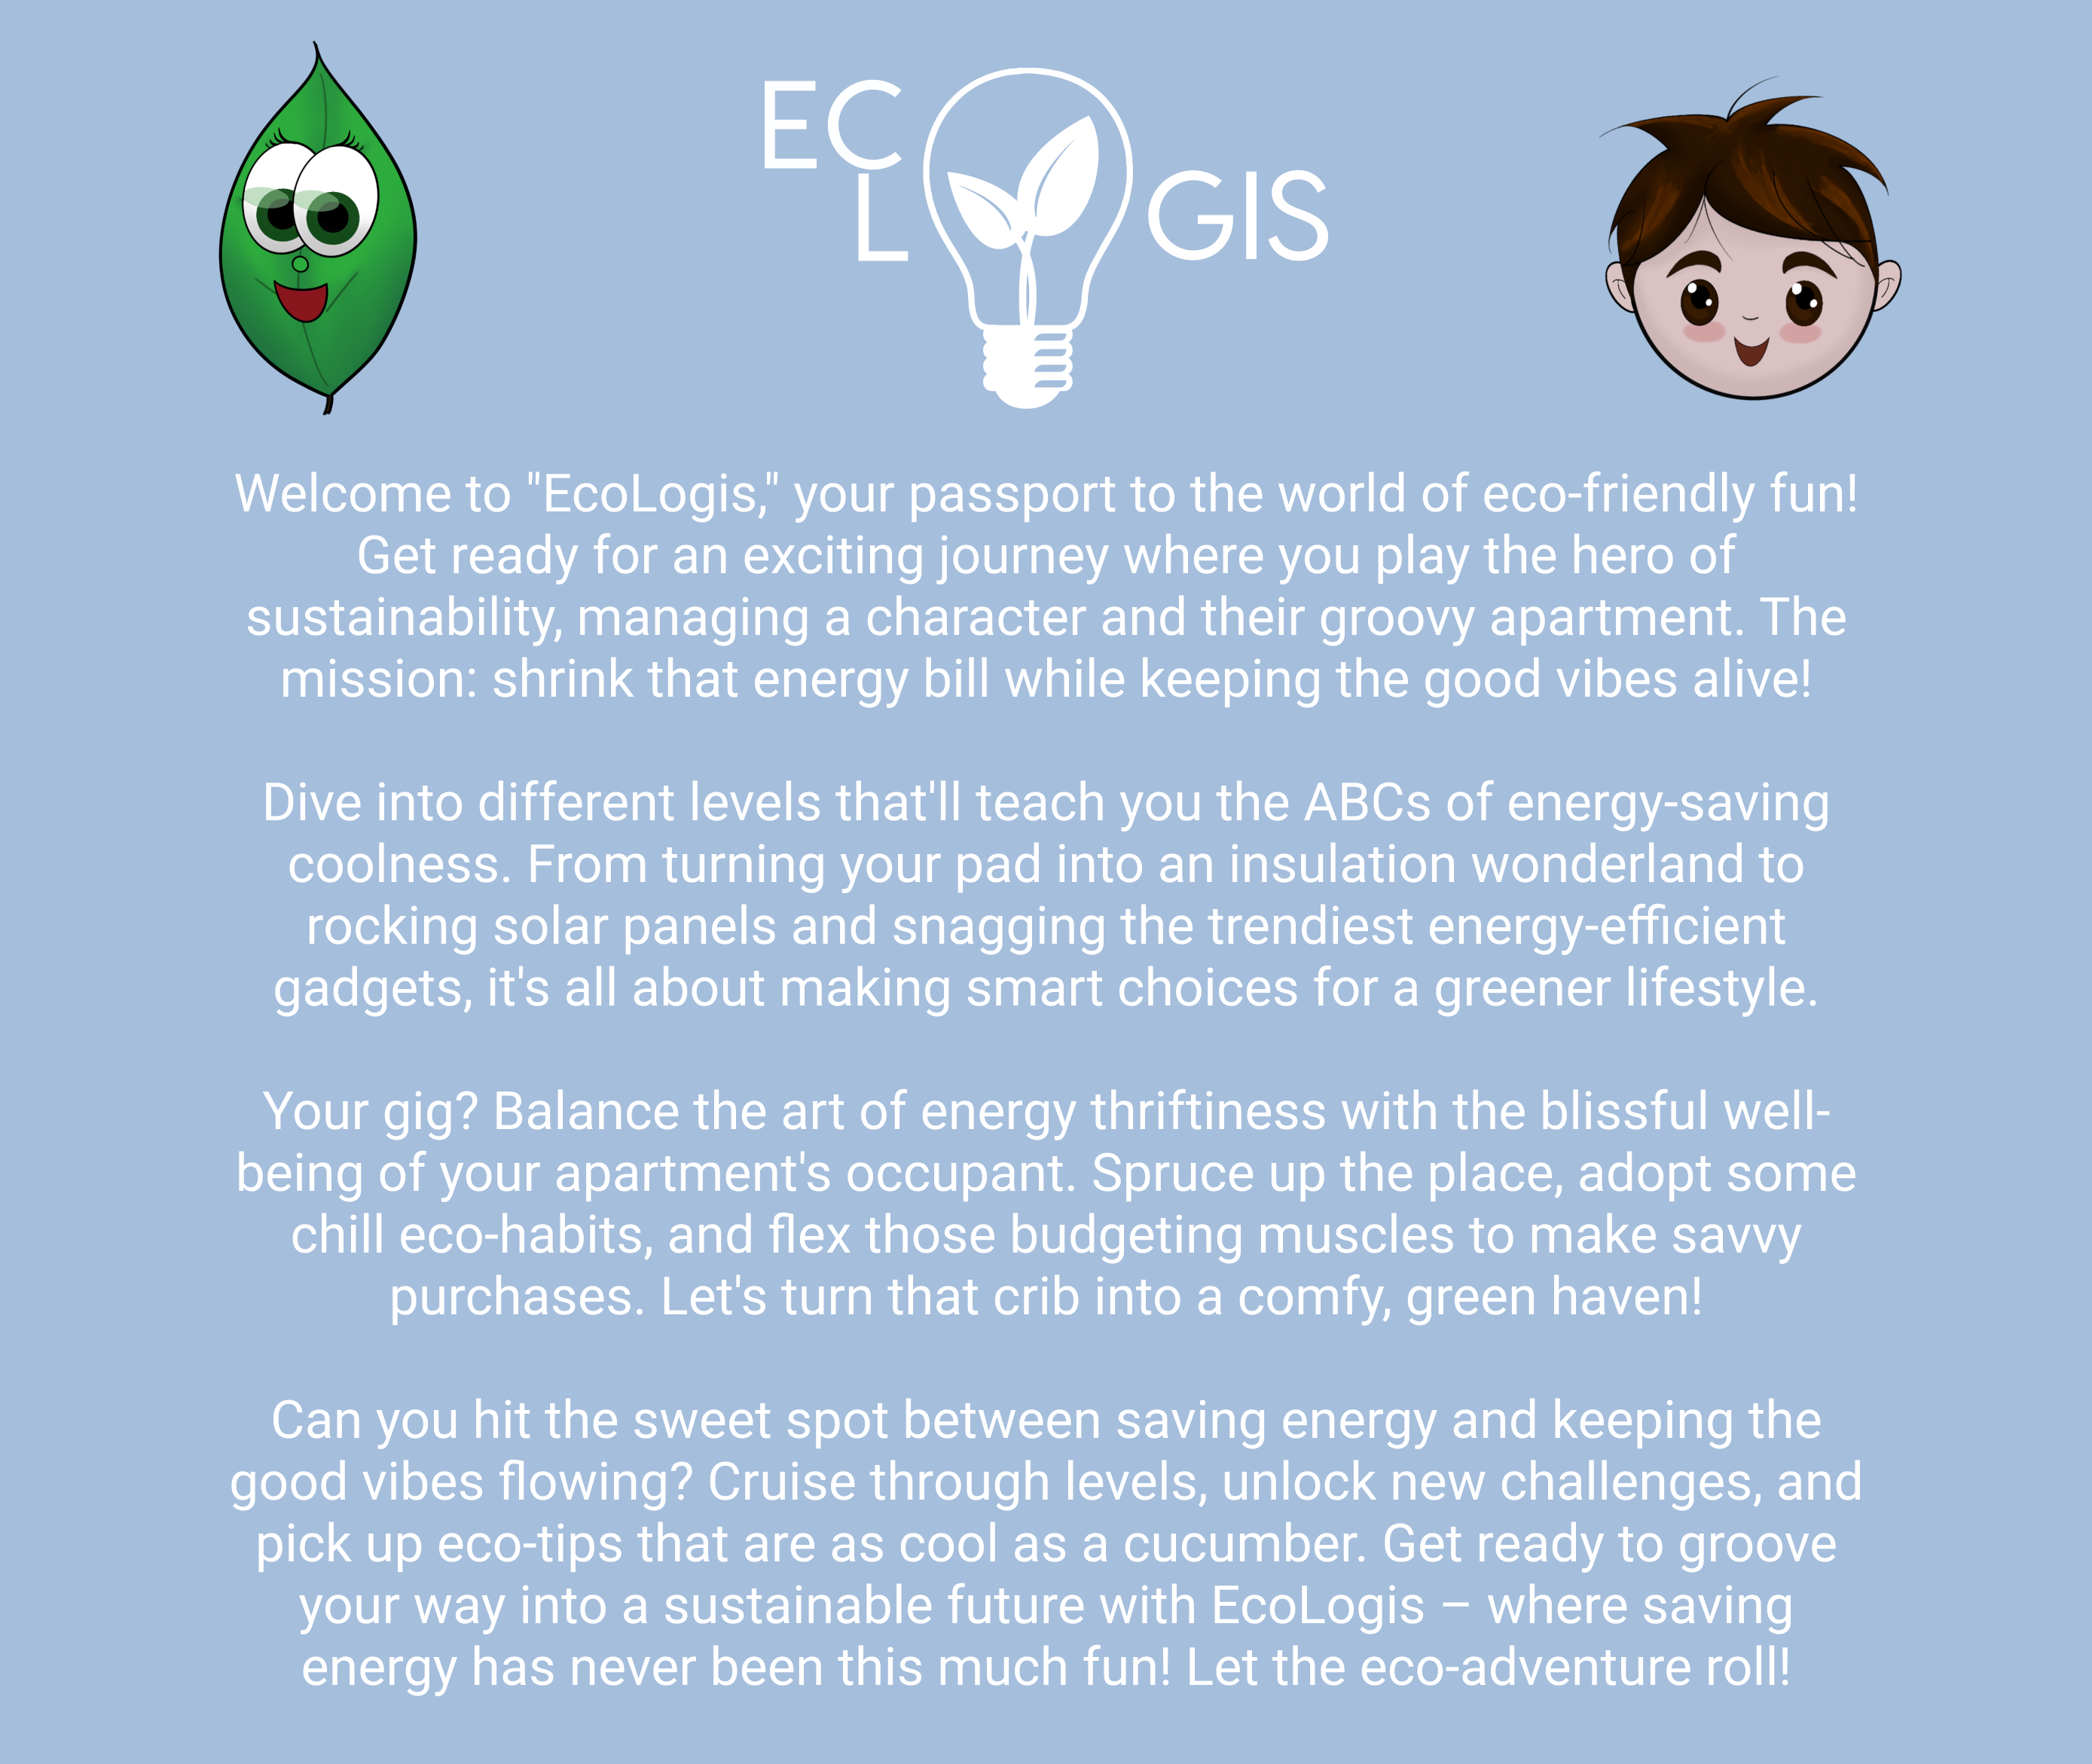 EC
L GIS
Welcome to "EcoLogis," your passport to the world of eco-friendly fun!
Get ready for an exciting journey where you play the hero of
sustainability, managing a character and their groovy apartment. The
mission: shrink that energy bill while keeping the good vibes alive!
Dive into different levels that'll teach you the ABCs of energy-saving
coolness. From turning your pad into an insulation wonderland to
rocking solar panels and snagging the trendiest energy-efficient
gadgets, it's all about making smart choices for a greener lifestyle.
Your gig? Balance the art of energy thriftiness with the blissful well-
being of your apartment's occupant. Spruce up the place, adopt some
chill eco-habits, and flex those budgeting muscles to make savvy
purchases. Let's turn that crib into a comfy, green haven!
Can you hit the sweet spot between saving energy and keeping the
good vibes flowing? Cruise through levels, unlock new challenges, and
pick up eco-tips that are as cool as a cucumber. Get ready to groove
your way into a sustainable future with EcoLogis – where saving
energy has never been this much fun! Let the eco-adventure roll!